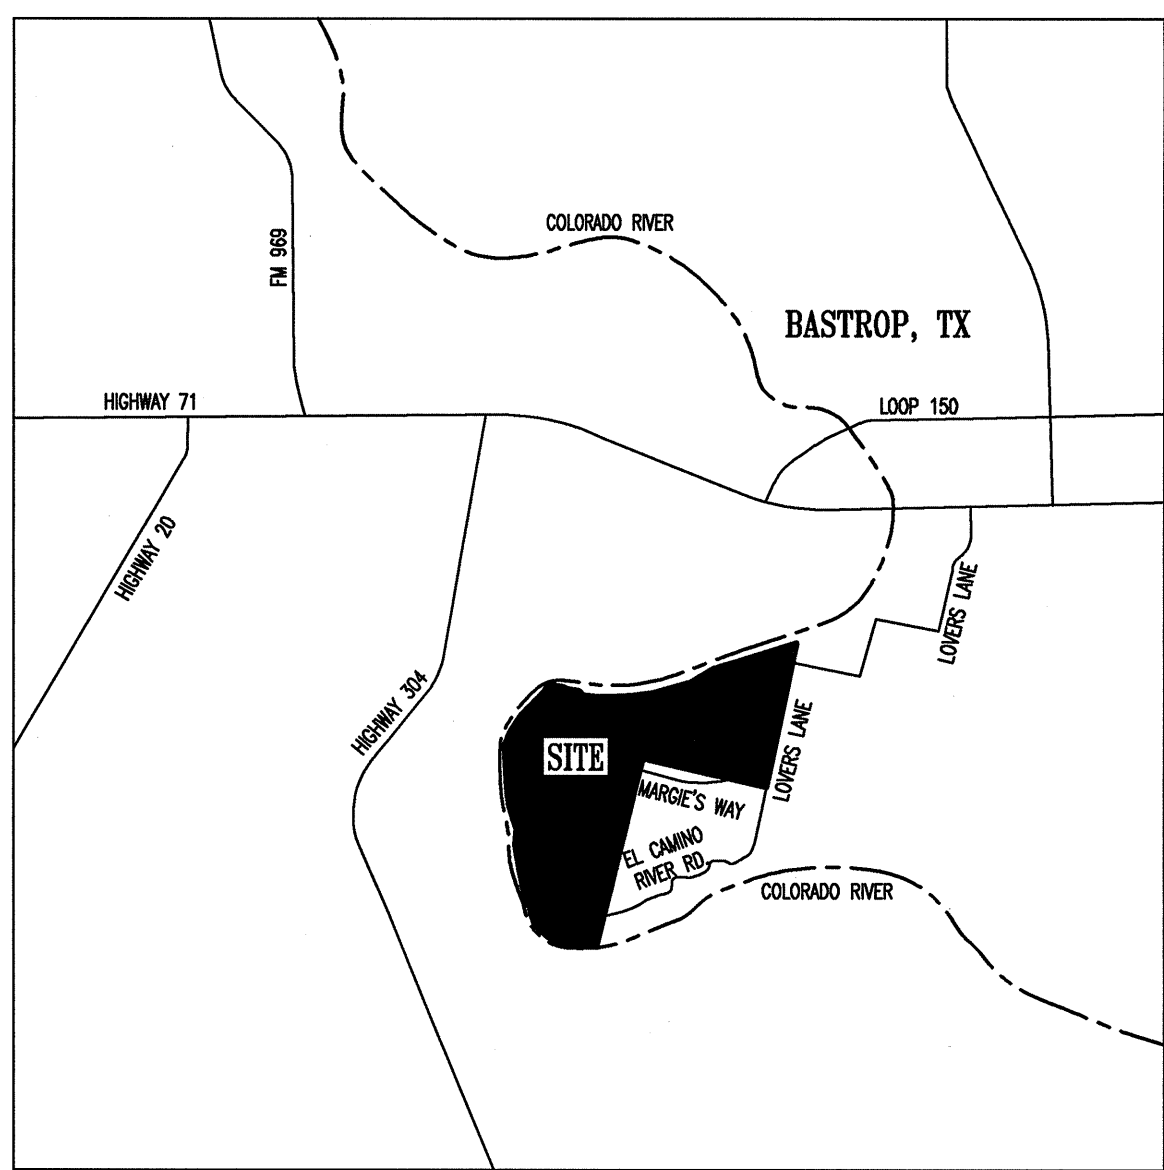 COLORADO RIVER
FM 969
BASTROP, TX
HIGHWAY 71
LOOP 150
HIGHWAY 20
LOVERS LANE
HIGHWAY 304
LOVERS LANE
SITE
MARGIE'S WAY
EL CAMINO
RIVER RD.
COLORADO RIVER